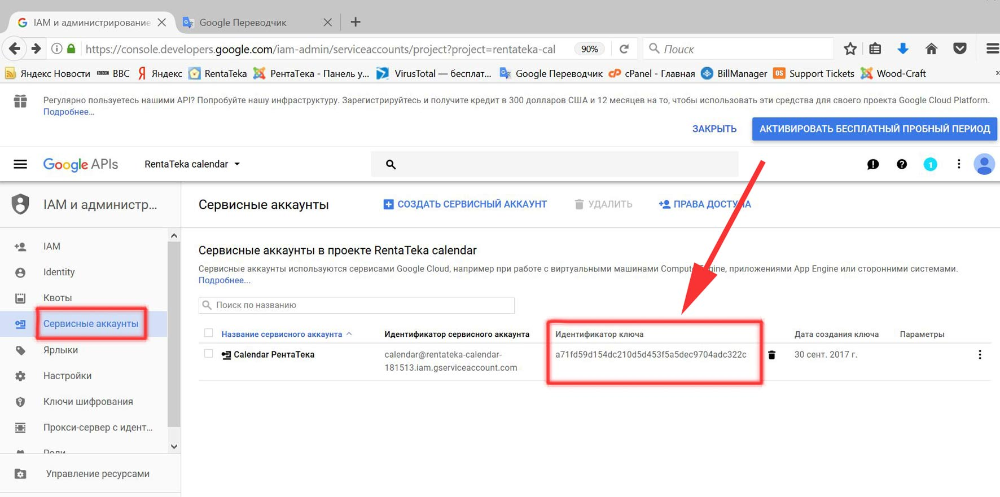 IAM и администрирование
Google Переводчик
https://console.developers.google.com/iam-admin/serviceaccounts/project?project=rentateka-cal
90%
Поиск
Яндекс Новости
BBC BBC
Яндекс
RentaTeka
РентаТека - Панель у...
VirusTotal — бесплат...
Google Переводчик
cPanel - Главная
BillManager
OS Support Tickets
Wood-Craft
Регулярно пользуетесь нашими API? Попробуйте нашу инфраструктуру. Зарегистрируйтесь и получите кредит в 300 долларов США и 12 месяцев на то, чтобы использовать эти средства для своего проекта Google Cloud Platform.
Подробнее...
ЗАКРЫТЬ
АКТИВИРОВАТЬ БЕСПЛАТНЫЙ ПРОБНЫЙ ПЕРИОД
Google APIs
RentaTeka calendar
1
IAM и администр...
Сервисные аккаунты
СОЗДАТЬ СЕРВИСНЫЙ АККАУНТ
УДАЛИТЬ
ПРАВА ДОСТУПА
IAM
Identity
Квоты
Сервисные аккаунты
Ярлыки
Настройки
Ключи шифрования
Прокси-сервер с идент...
Роли
Управление ресурсами
Сервисные аккаунты в проекте RentaTeka calendar
Сервисные аккаунты используются сервисами Google Cloud, например при работе с виртуальными машинами Compute Engine, приложениями App Engine или сторонними системами.
Подробнее...
Поиск по названию
Название сервисного аккаунта
Идентификатор сервисного аккаунта
Идентификатор ключа
Дата создания ключа
Параметры
Calendar РентаТека
calendar@rentateka-calendar-
181513.iam.gserviceaccount.com
a71fd59d154dc210d5d453f5a5dec9704adc322c
30 сент. 2017 г.